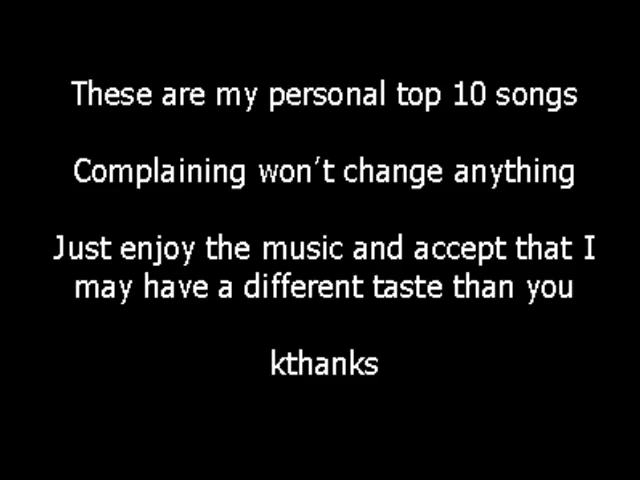 These are my personal top 10 songs
Complaining won't change anything
Just enjoy the music and accept that I
may have a different taste than you
kthanks